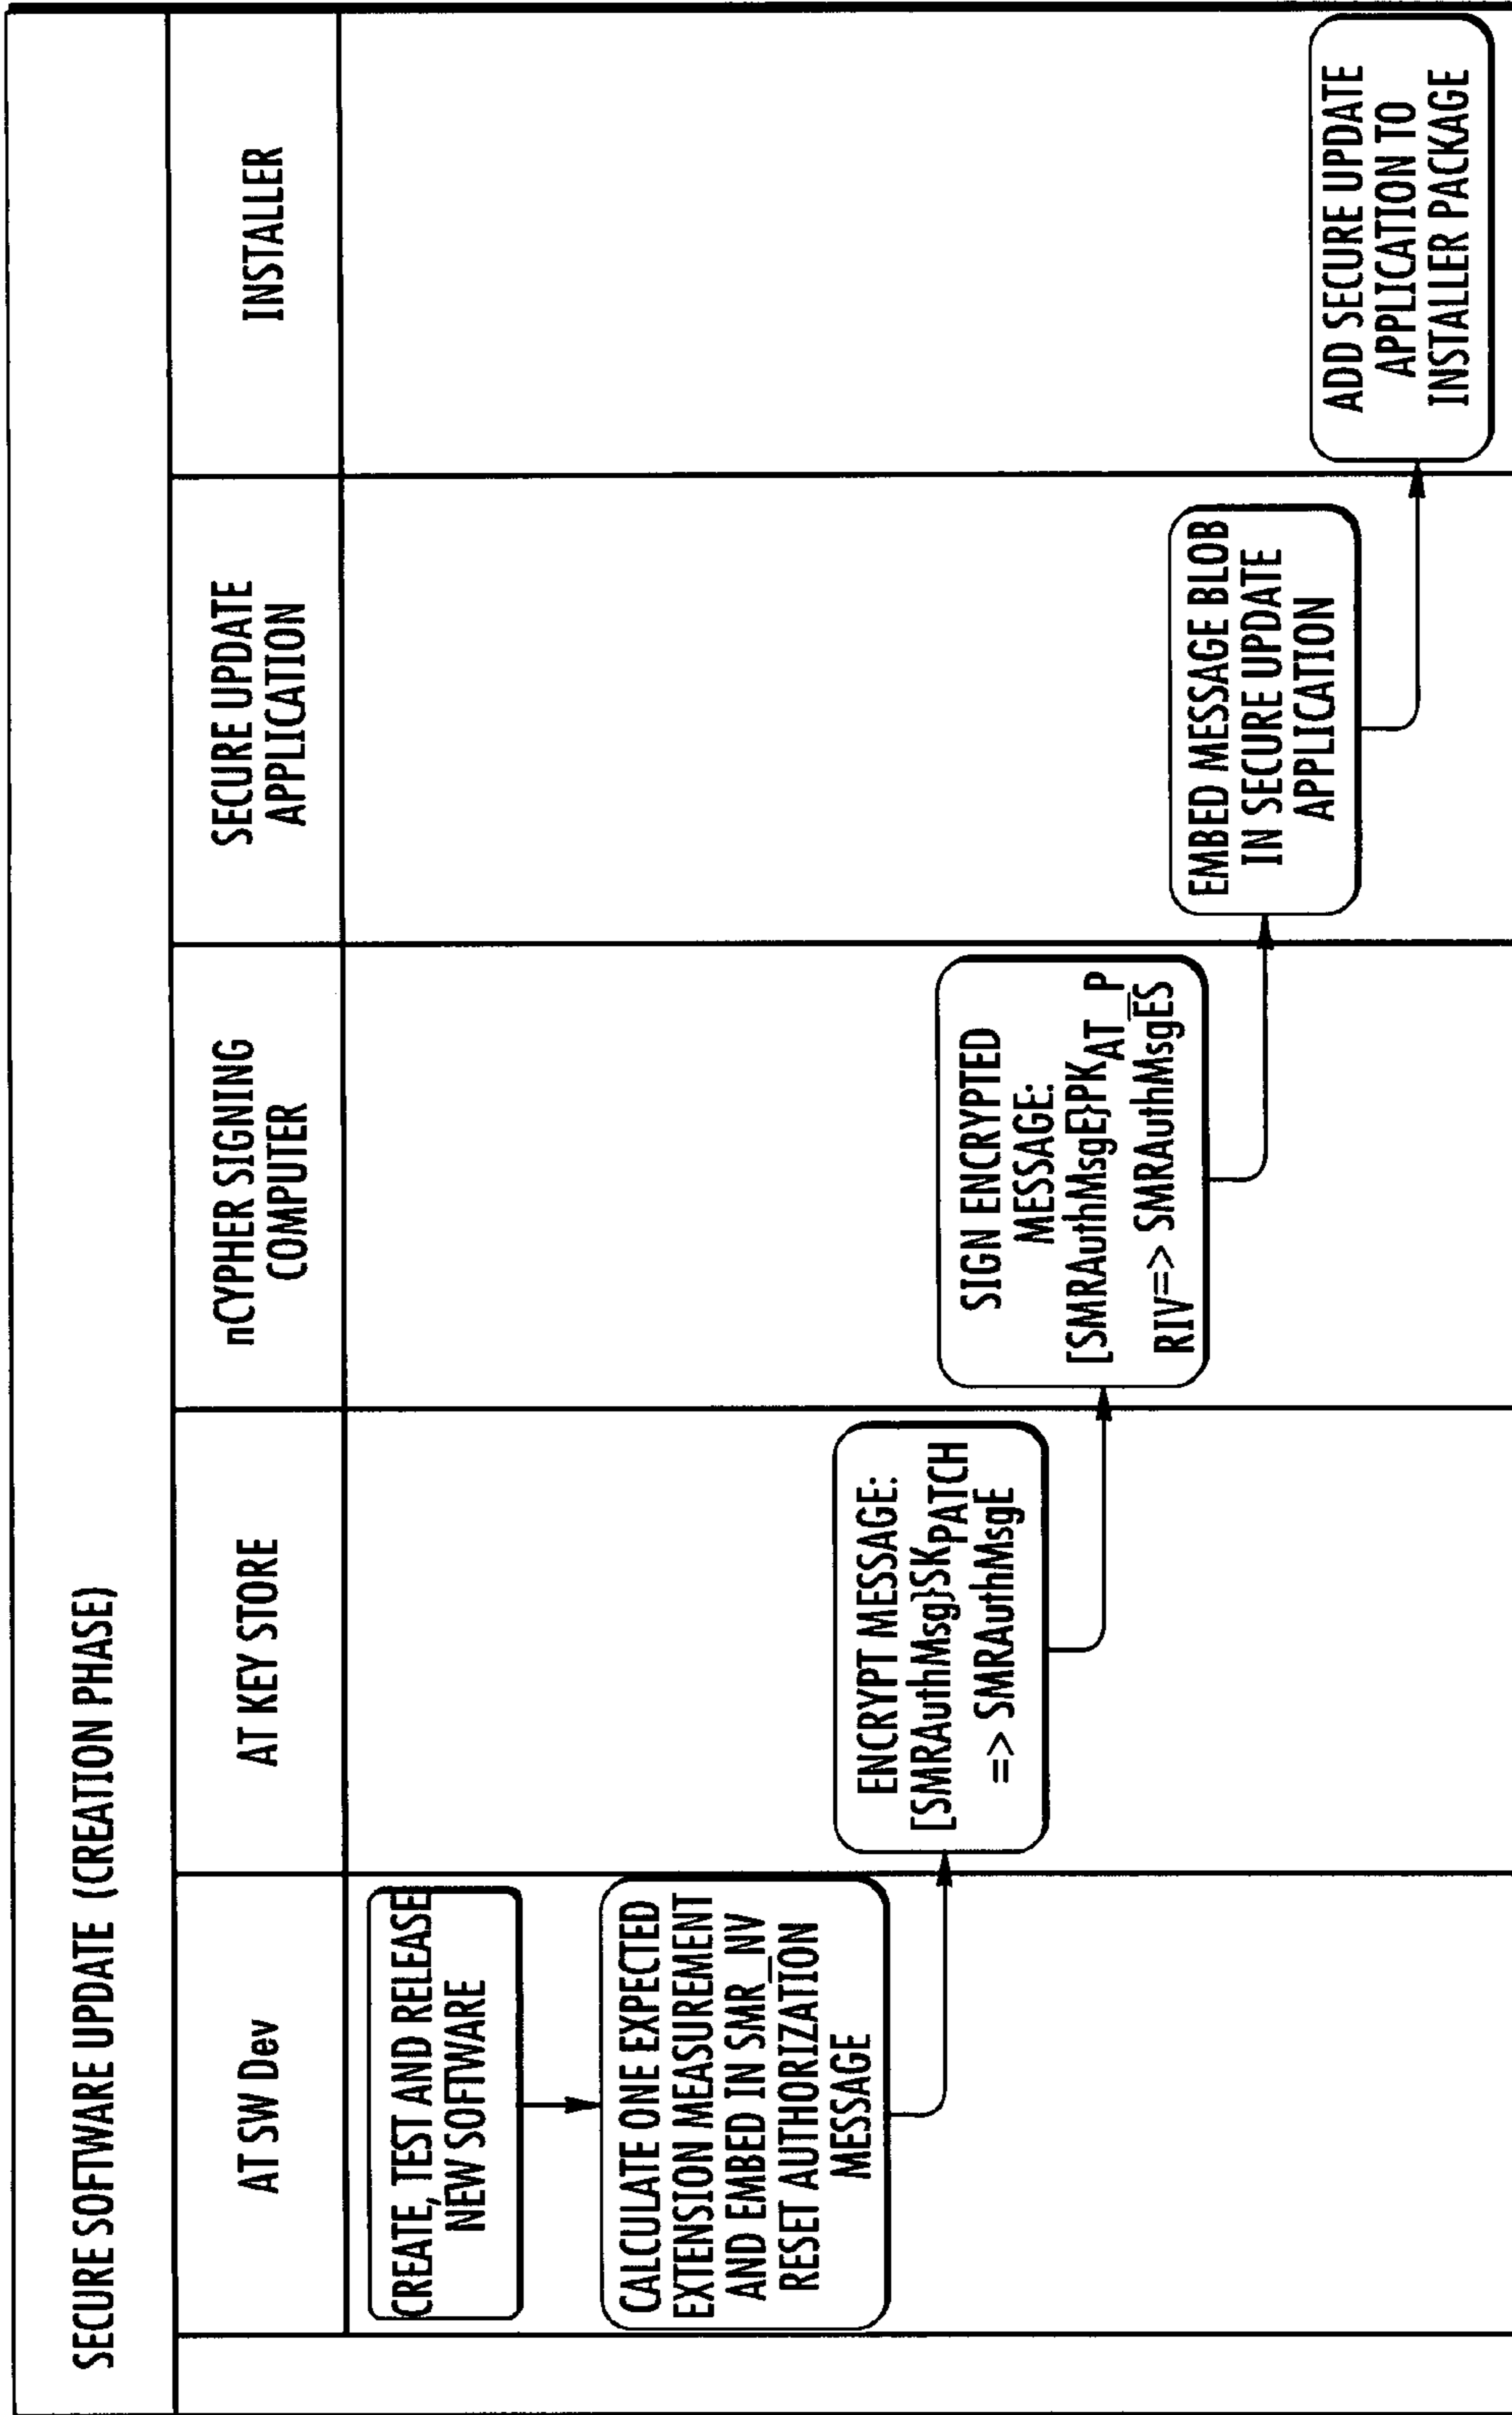 SECURE SOFTWARE UPDATE (CREATION PHASE)
AT SW Dev
AT KEY STORE
nCYPHER SIGNING
COMPUTER
SECURE UPDATE
APPLICATION
INSTALLER
CREATE, TEST AND RELEASE
NEW SOFTWARE
CALCULATE ONE EXPECTED
EXTENSION MEASUREMENT
AND EMBED IN SMR_NV
RESET AUTHORIZATION
MESSAGE
ENCRYPT MESSAGE:
[SMRAuthMsg}SKPATCH
=> SMRAuthMsgE
SIGN ENCRYPTED
MESSAGE:
[SMRAuthMsgE}PKAT_P
RIV=> SMRAuthMsgES
EMBED MESSAGE BLOB
IN SECURE UPDATE
APPLICATION
ADD SECURE UPDATE
APPLICATION TO
INSTALLER PACKAGE